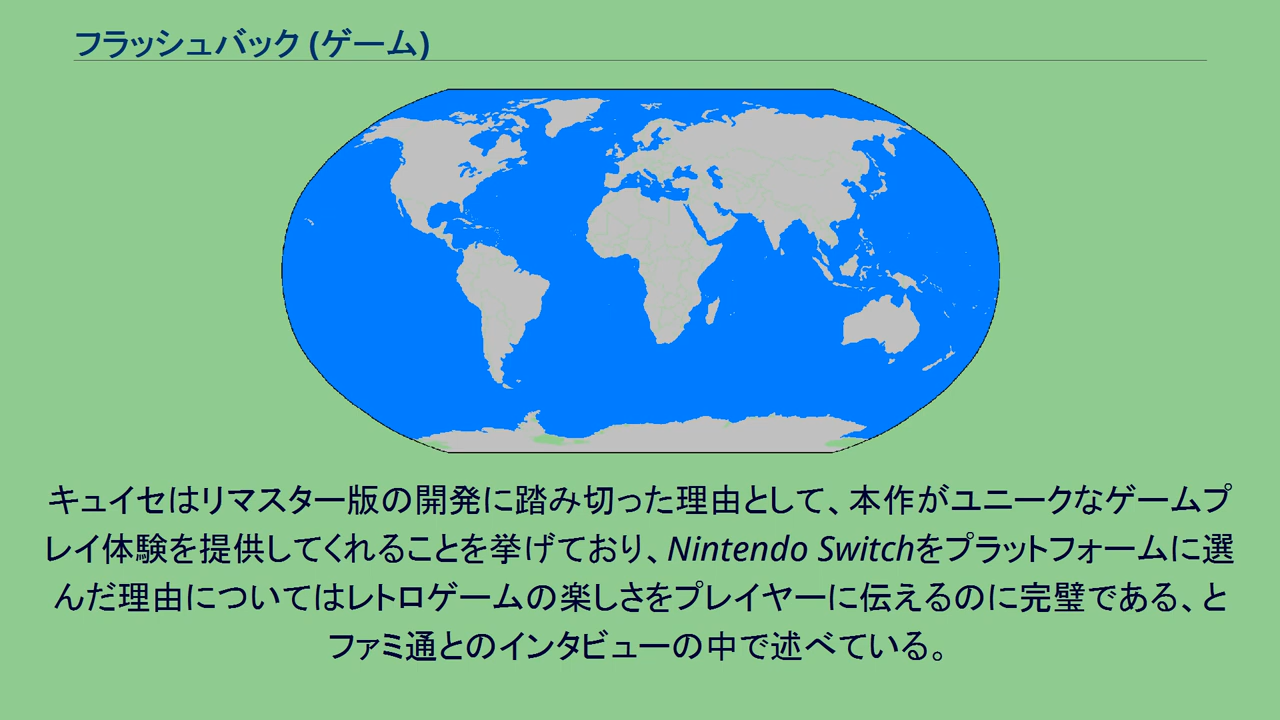 フラッシュバック (ゲーム)
キュイセはリマスター版の開発に踏み切った理由として、本作がユニークなゲームプ
レイ体験を提供してくれることを挙げており、Nintendo Switchをプラットフォームに選
んだ理由についてはレトロゲームの楽しさをプレイヤーに伝えるのに完璧である、と
ファミ通とのインタビューの中で述べている。